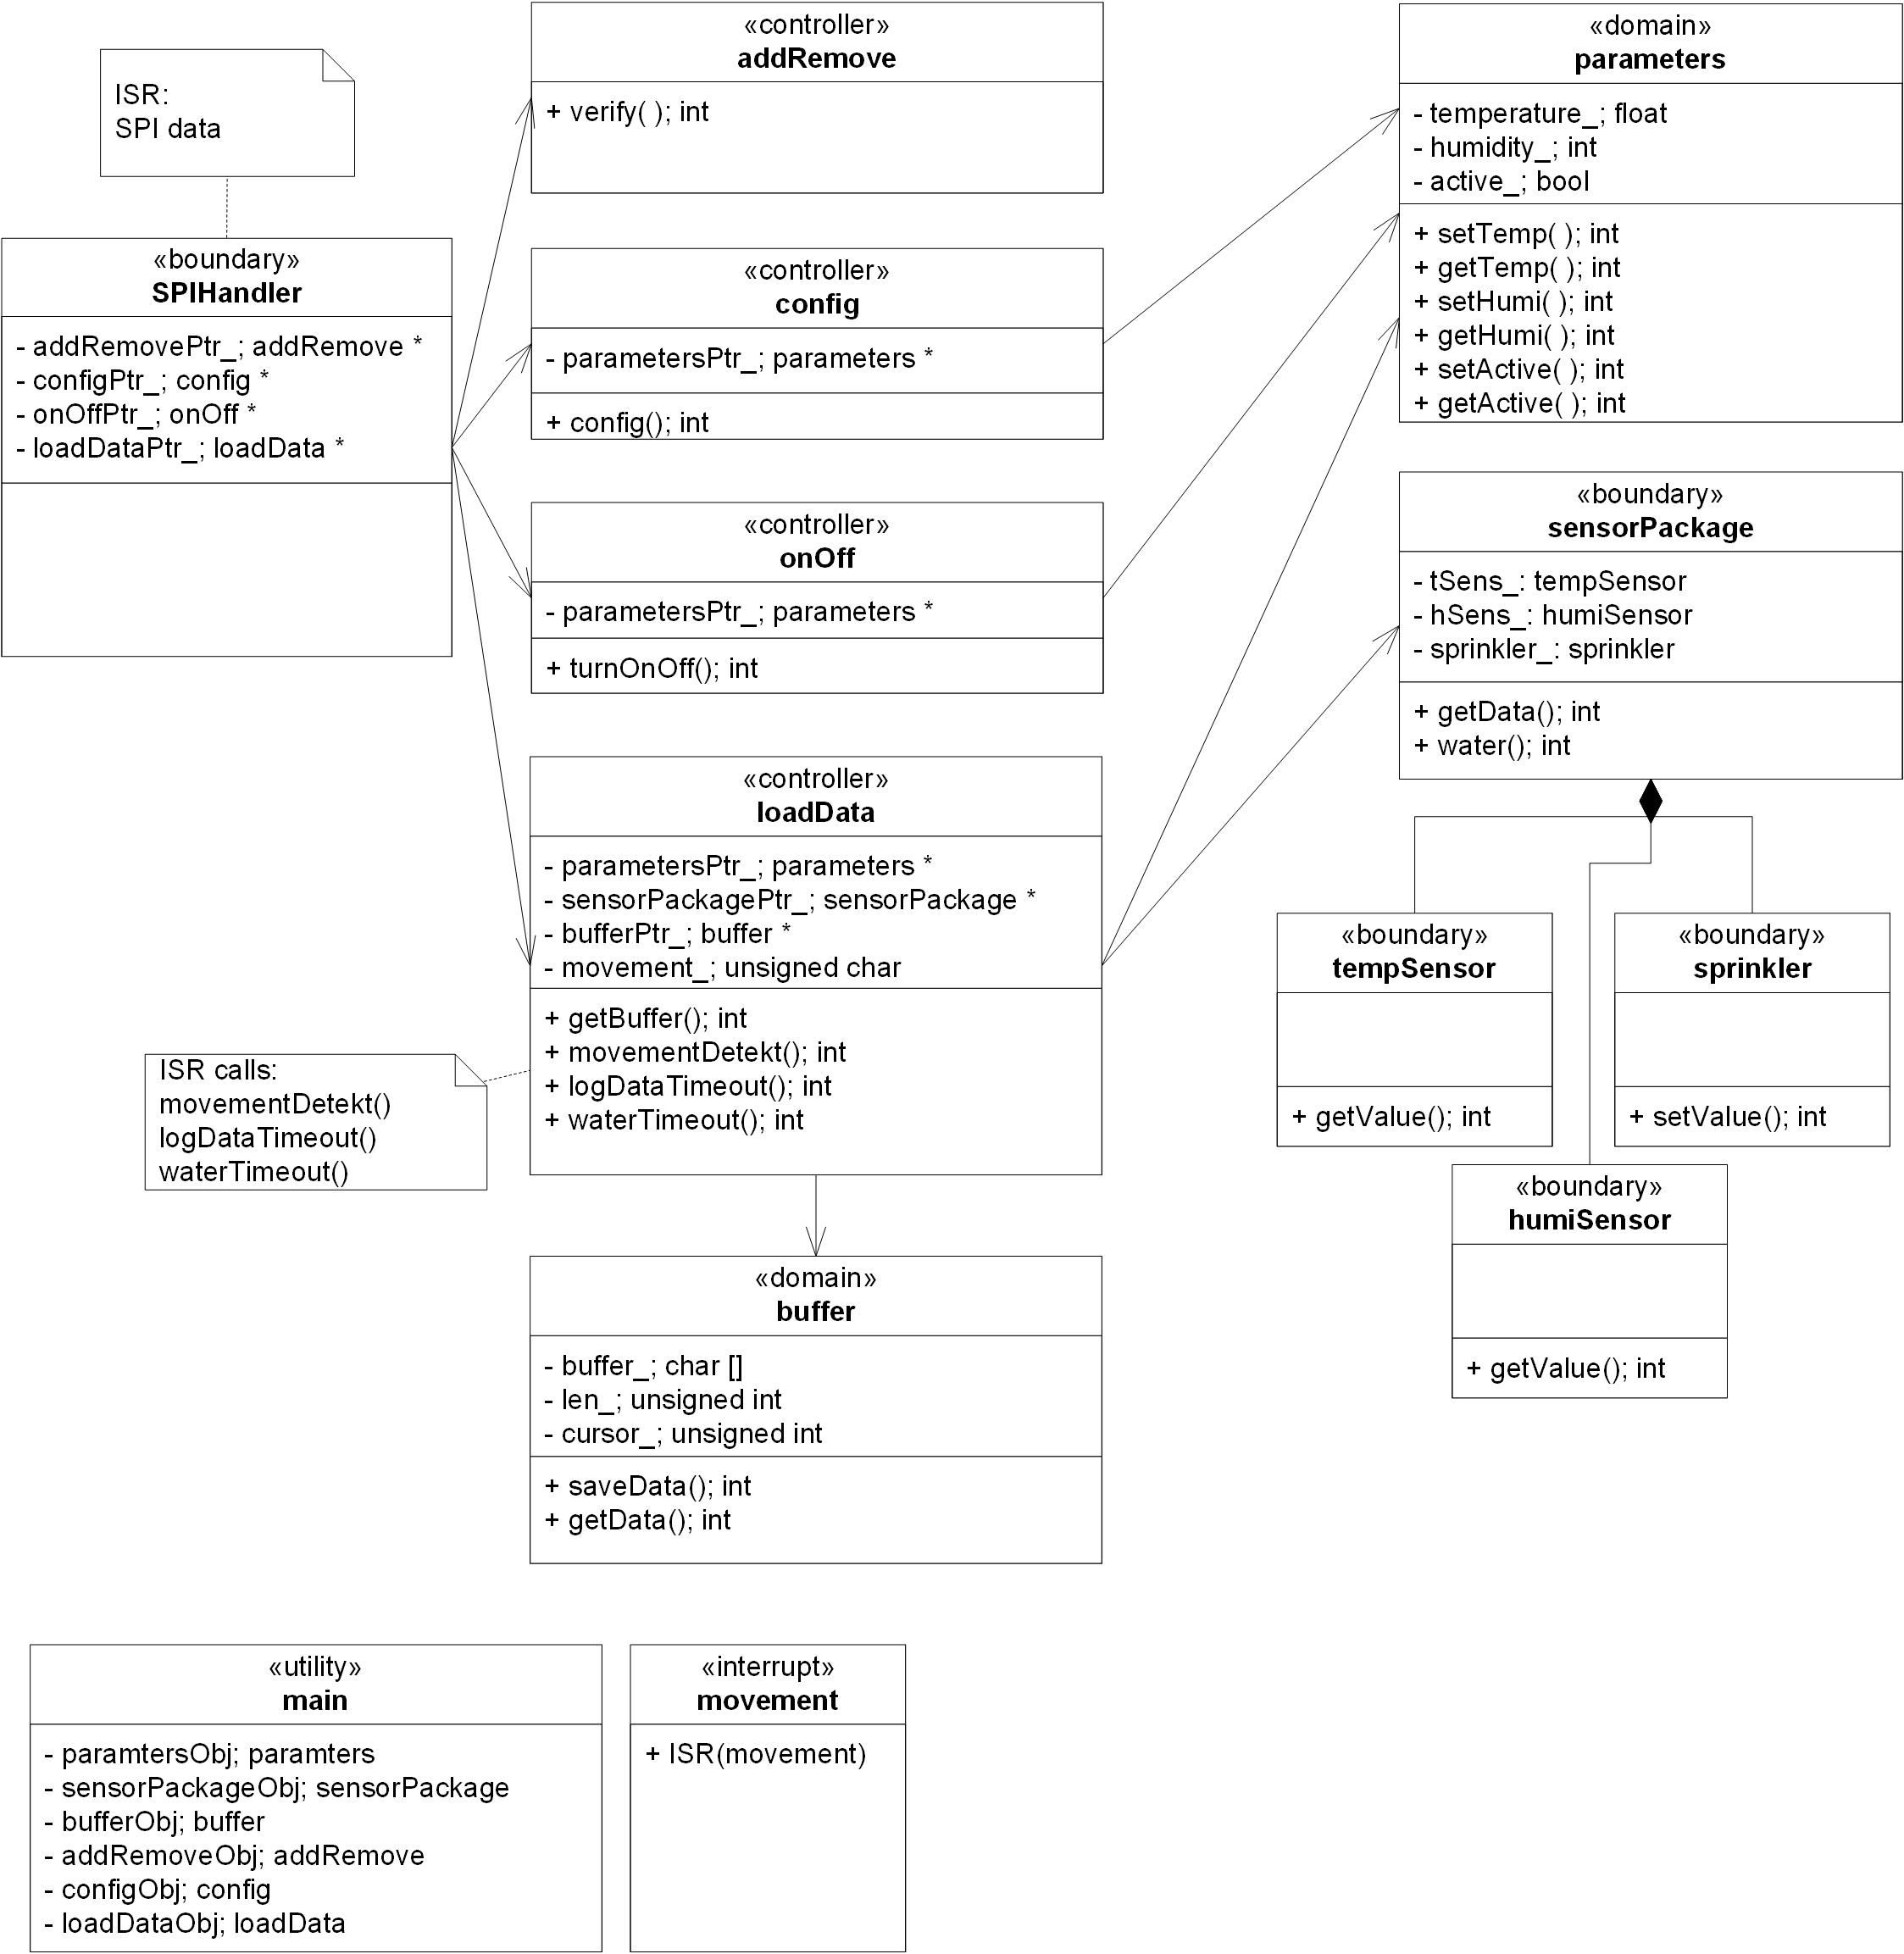 «controller»
addRemove
+ verify( ); int
«domain»
parameters
- temperature_; float
- humidity_; int
- active_; bool
+ setTemp( ); int
+ getTemp( ); int
+ setHumi( ); int
+ getHumi( ); int
+ setActive( ); int
+ getActive( ); int
ISR:
SPI data
«boundary»
SPIHandler
- addRemovePtr_; addRemove *
- configPtr_; config *
- onOffPtr_; onOff *
- loadDataPtr_; loadData *
«controller»
config
- parametersPtr_; parameters *
+ config(); int
«controller»
onOff
- parametersPtr_; parameters *
+ turnOnOff(); int
«boundary»
sensorPackage
- tSens_: tempSensor
- hSens_: humiSensor
- sprinkler_: sprinkler
+ getData(); int
+ water(); int
«controller»
loadData
- parametersPtr_; parameters *
- sensorPackagePtr_; sensorPackage *
- bufferPtr_; buffer *
- movement_; unsigned char
+ getBuffer(); int
+ movementDetekt(); int
+ logDataTimeout(); int
+ waterTimeout(); int
ISR calls:
movementDetekt()
logDataTimeout()
waterTimeout()
«boundary»
tempSensor
+ getValue(); int
«boundary»
sprinkler
+ setValue(); int
«boundary»
humiSensor
+ getValue(); int
«domain»
buffer
- buffer_; char []
- len_; unsigned int
- cursor_; unsigned int
+ saveData(); int
+ getData(); int
«utility»
main
- paramtersObj; paramters
- sensorPackageObj; sensorPackage
- bufferObj; buffer
- addRemoveObj; addRemove
- configObj; config
- loadDataObj; loadData
«interrupt»
movement
+ ISR(movement)